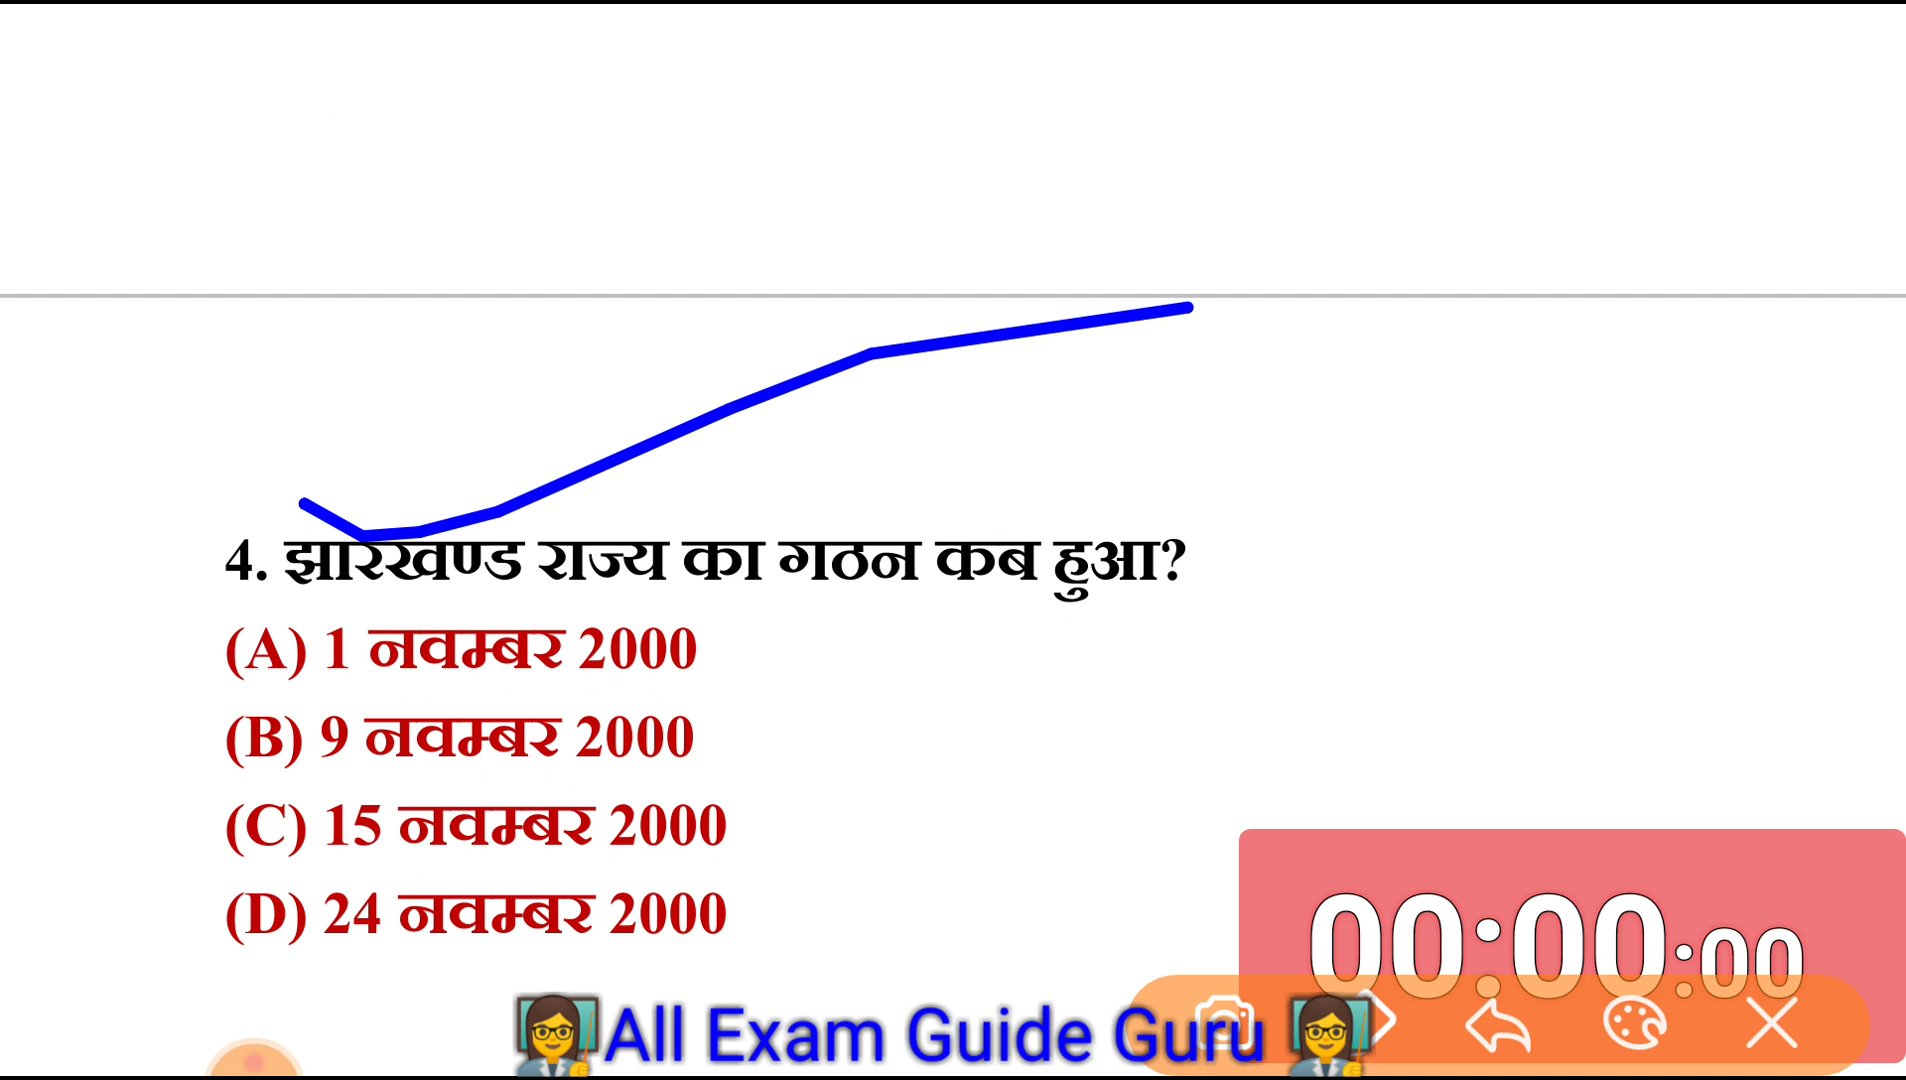 4. झारखण्ड राज्य का गठन कब हुआ?
(A) 1 नवम्बर 2000
(B) 9 नवम्बर 2000
(C) 15 नवम्बर 2000
(D) 24 नवम्बर 2000
00:00:00
All Exam Guide Guru